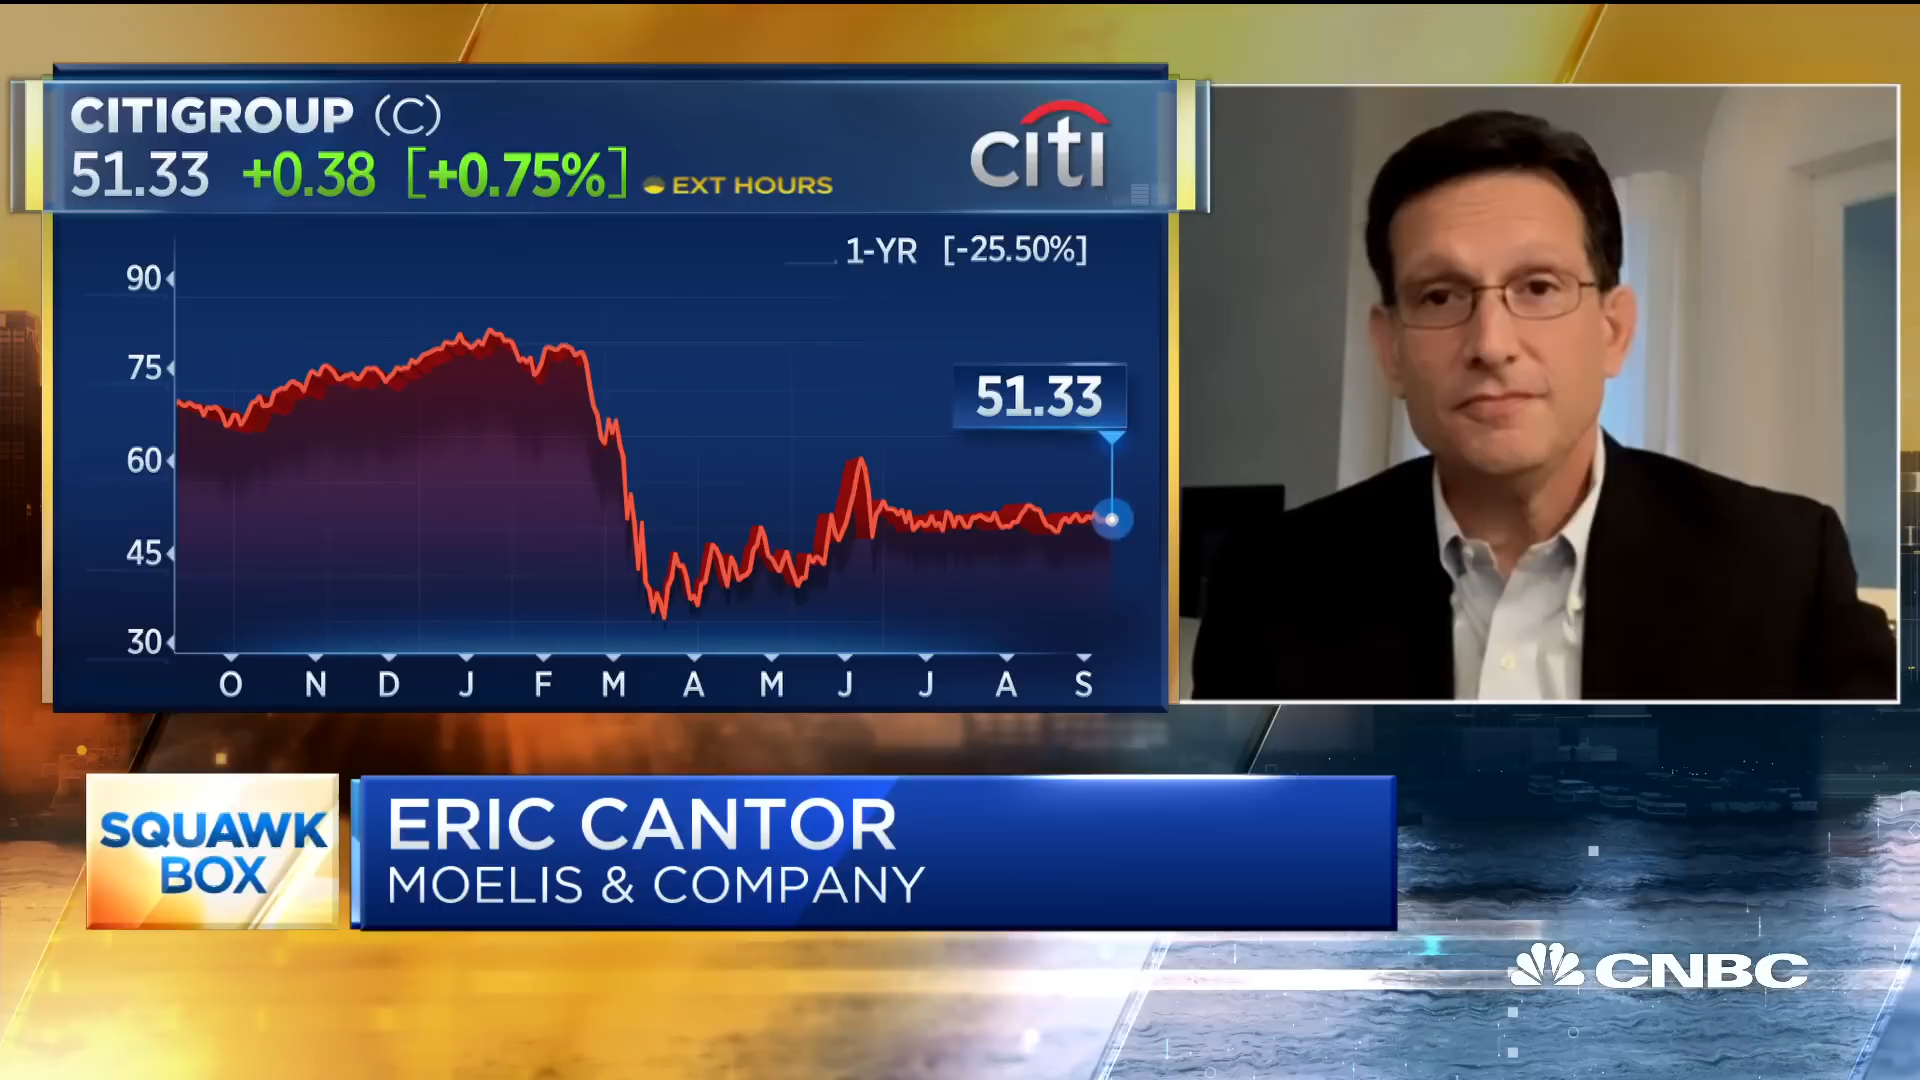 CITIGROUP (C)
51.33 +0.38 [+0.75%] EXT HOURS
citi
1-YR [-25.50%]
90
75
60
45
30
51.33
O N D J F M A M J J A S
SQUAWK
BOX
ERIC CANTOR
MOELIS & COMPANY
CNBC